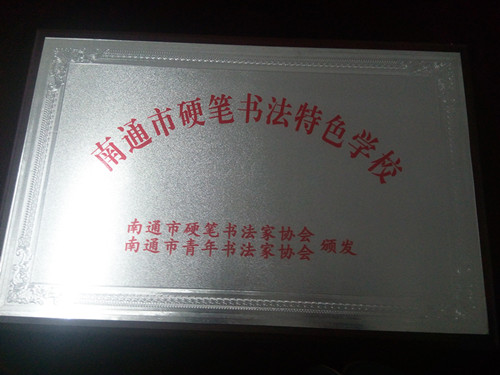 南通市硬笔书法特色学校
南通市硬笔书法家协会
南通市青年书法家协会 颁发